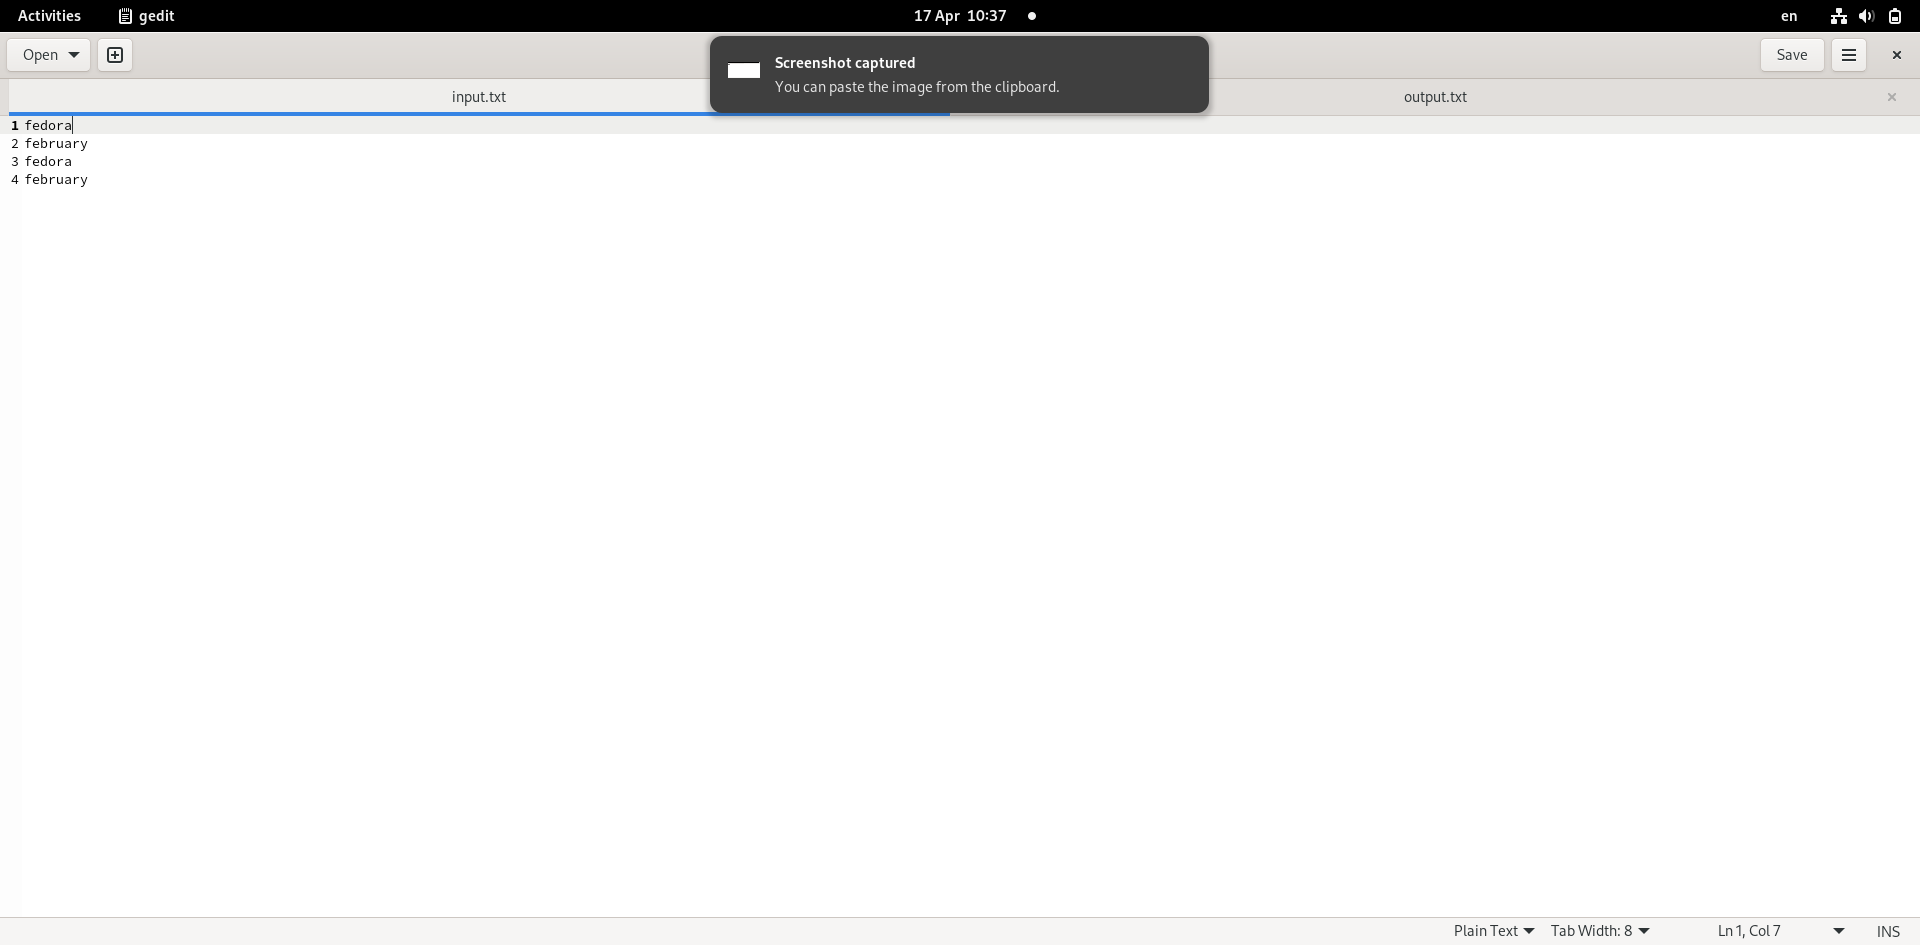 Activities gedit 17 Apr 10:37 en
Open Save
Screenshot captured
You can paste the image from the clipboard.
input.txt output.txt
1 fedora
2 february
3 fedora
4 february
Plain Text Tab Width: 8 Ln 1, Col 7 INS